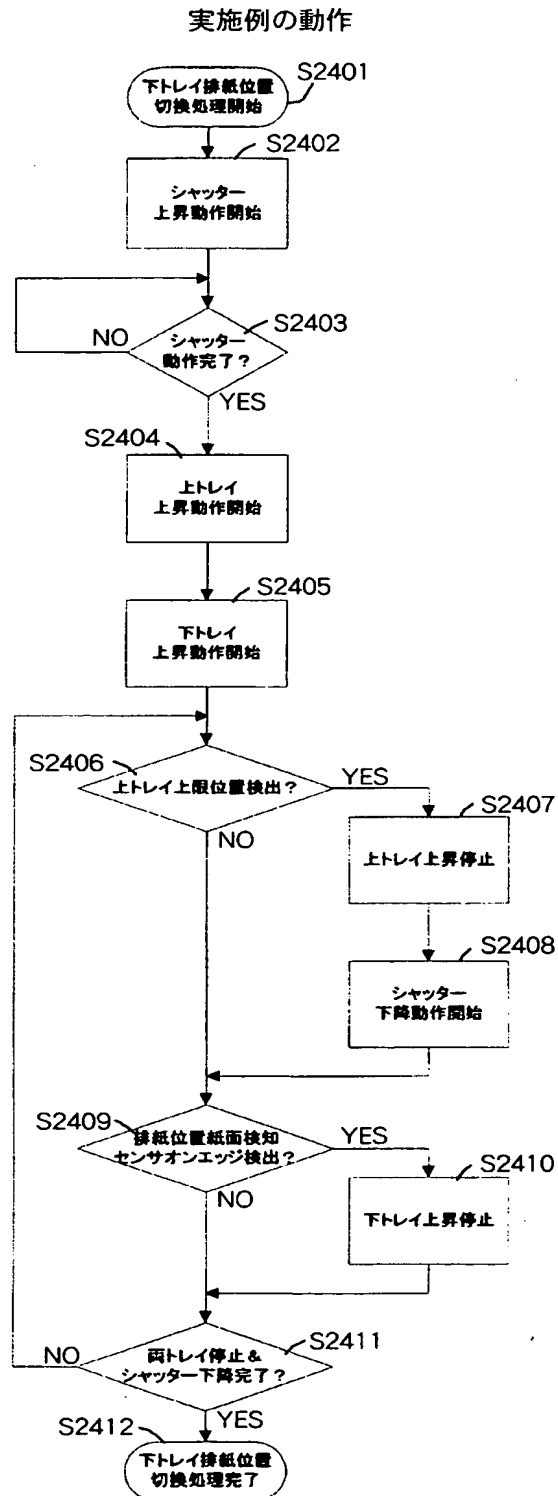 実施例の動作
S2401
下トレイ排紙位置
切換処理開始
S2402
シャッター
上昇動作開始
S2403
シャッター
動作完了?
NO
YES
S2404
上トレイ
上昇動作開始
S2405
下トレイ
上昇動作開始
S2406
上トレイ上限位置検出?
YES
NO
S2407
上トレイ上昇停止
S2408
シャッター
下降動作開始
S2409
排紙位置紙面検知
センサオンエッジ検出?
YES
NO
S2410
下トレイ上昇停止
S2411
両トレイ停止&
シャッター下降完了?
NO
YES
S2412
下トレイ排紙位置
切換処理完了